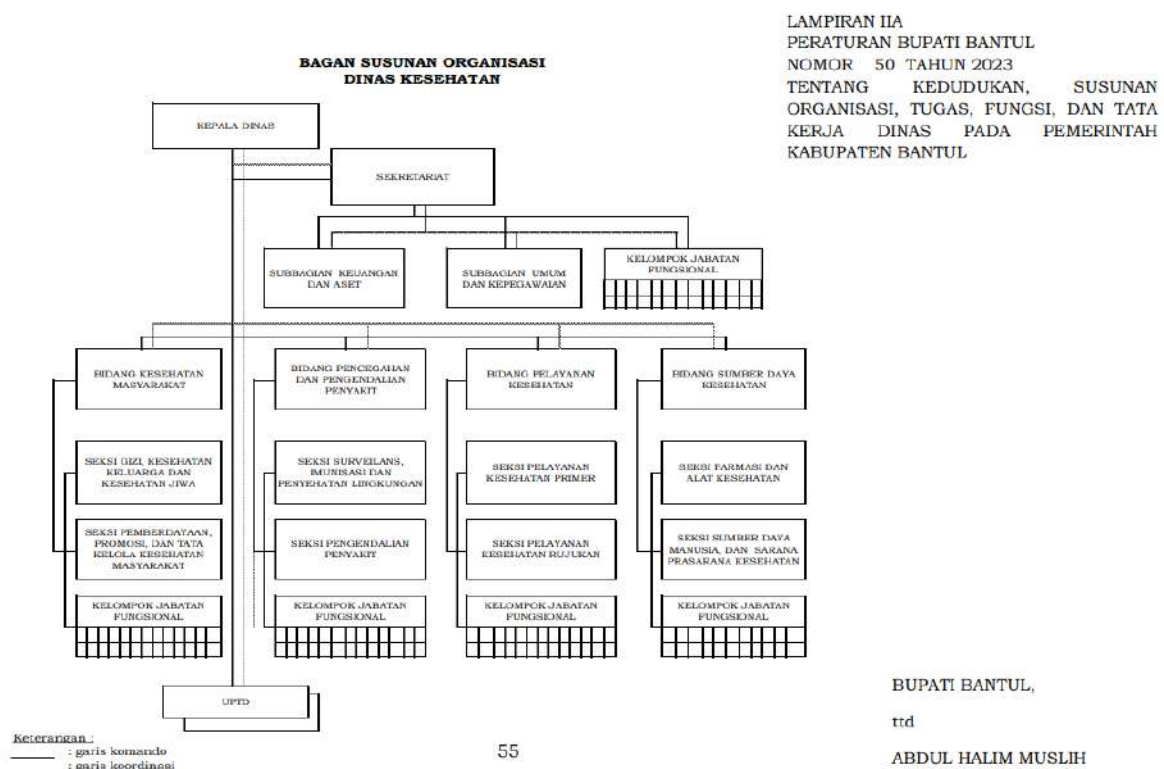 LAMPIRAN IIA
PERATURAN BUPATI BANTUL
NOMOR 50 TAHUN 2023
TENTANG KEDUDUKAN, SUSUNAN
ORGANISASI, TUGAS, FUNGSI, DAN TATA
KERJA DINAS PADA PEMERINTAH
KABUPATEN BANTUL
BAGAN SUSUNAN ORGANISASI
DINAS KESEHATAN
KEPALA DINAS
SEKRETARIAT
SUBBAGIAN KEUANGAN
DAN ASET
SUBBAGIAN UMUM
DAN KEPEGAWAIAN
KELOMPOK JABATAN
FUNGSIONAL
BIDANG KESEHATAN
MASYARAKAT
BIDANG PENCEGAHAN
DAN PENGENDALIAN
PENYAKIT
BIDANG PELAYANAN
KESEHATAN
BIDANG SUMBER DAYA
KESEHATAN
SEKSI GIZI, KESEHATAN
KELUARGA DAN
KESEHATAN JIWA
SEKSI SURVEILANS,
IMUNISASI DAN
PENYEHATAN LINGKUNGAN
SEKSI PELAYANAN
KESEHATAN PRIMER
SEKSI FARMASI DAN
ALAT KESEHATAN
SEKSI PEMBERDAYAAN,
PROMOSI, DAN TATA
KELOLA KESEHATAN
MASYARAKAT
SEKSI PENGENDALIAN
PENYAKIT
SEKSI PELAYANAN
KESEHATAN RUJUKAN
SEKSI SUMBER DAYA
MANUSIA, DAN SARANA
PRASARANA KESEHATAN
KELOMPOK JABATAN
FUNGSIONAL
KELOMPOK JABATAN
FUNGSIONAL
KELOMPOK JABATAN
FUNGSIONAL
KELOMPOK JABATAN
FUNGSIONAL
UPTD
Keterangan :
: garis komando
: garis koordinasi
55
BUPATI BANTUL,
ttd
ABDUL HALIM MUSLIH